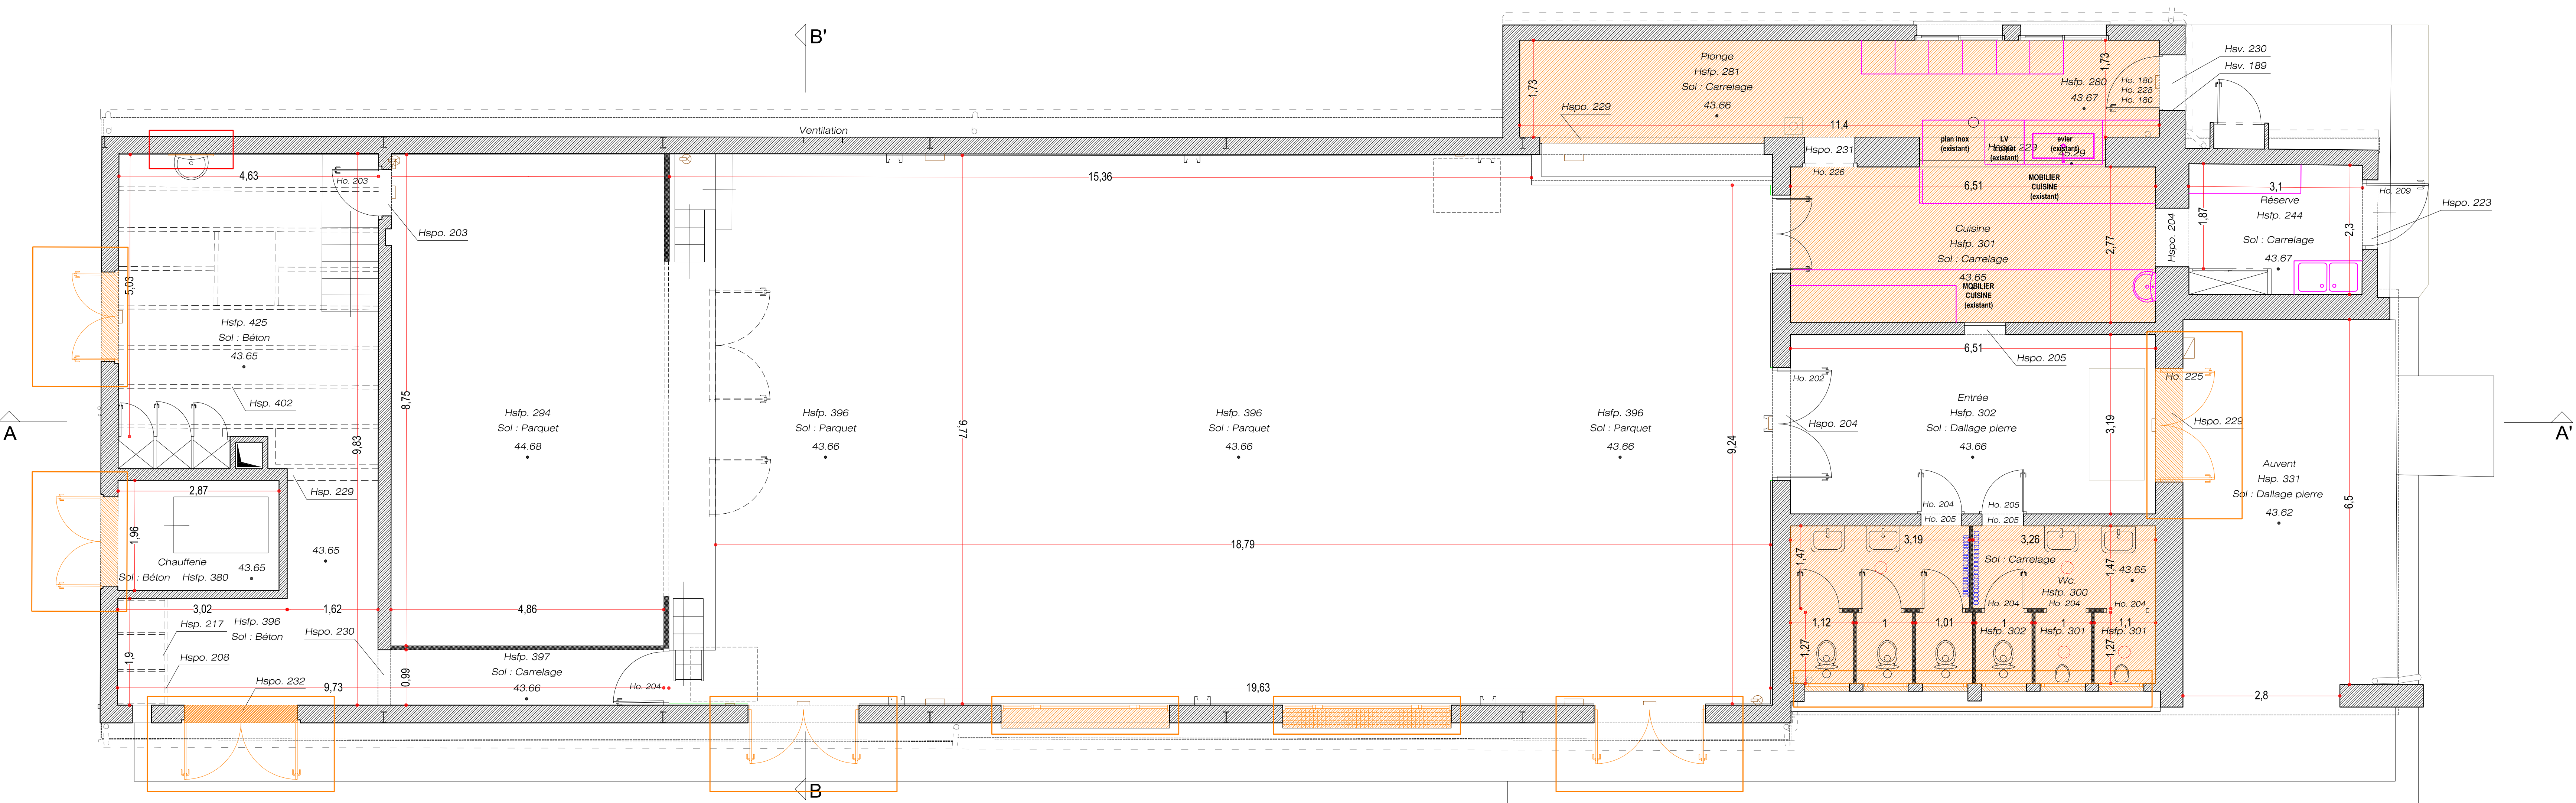 B'
Hsv. 230
Hsv. 189
Plonge
Hsfp. 281
Sol : Carrelage
43.66
1,73
1,73
Hsfp. 280
43.67
Ho. 180
Ho. 228
Ho. 180
Hspo. 229
11,4
Ventilation
plan Inox
(existant)
LV
à capot
(existant)
evier
(existant)
Hspo. 229
45.29
Hspo. 231
Ho. 226
4,63
Ho. 203
15,36
6,51
MOBILIER
CUISINE
(existant)
3,1
Réserve
Hsfp. 244
Sol : Carrelage
43.67
1,87
2,3
Ho. 209
Hspo. 223
Hspo. 203
Hspo. 204
Cuisine
Hsfp. 301
Sol : Carrelage
43.65
2,77
MOBILIER
CUISINE
(existant)
5,03
Hsfp. 425
Sol : Béton
43.65
Hsp. 402
8,75
9,83
Hsfp. 294
Sol : Parquet
44.68
Hsfp. 396
Sol : Parquet
43.66
9,77
Hsfp. 396
Sol : Parquet
43.66
Hsfp. 396
Sol : Parquet
43.66
9,24
Ho. 202
Hspo. 204
6,51
Hspo. 205
Entrée
Hsfp. 302
Sol : Dallage pierre
43.66
3,19
Ho. 225
Hspo. 229
Auvent
Hsp. 331
Sol : Dallage pierre
43.62
6,5
A
A'
Hsp. 229
2,87
1,96
Chaufferie
Sol : Béton
Hsfp. 380
43.65
43.65
18,79
Ho. 204
Ho. 205
Ho. 205
Ho. 205
1,47
3,19
3,26
Sol : Carrelage
1,47
43.65
Wc.
Hsfp. 300
Ho. 204
Ho. 204
Ho. 204
3,02
1,62
4,86
1,12
1
1,01
1
1
1,1
Hsfp. 302
Hsfp. 301
Hsfp. 301
1,27
1,27
Hsp. 217
Hsfp. 396
Sol : Béton
Hspo. 230
Hspo. 208
1,9
Hspo. 232
9,73
0,99
Hsfp. 397
Sol : Carrelage
43.66
Ho. 204
19,63
2,8
B